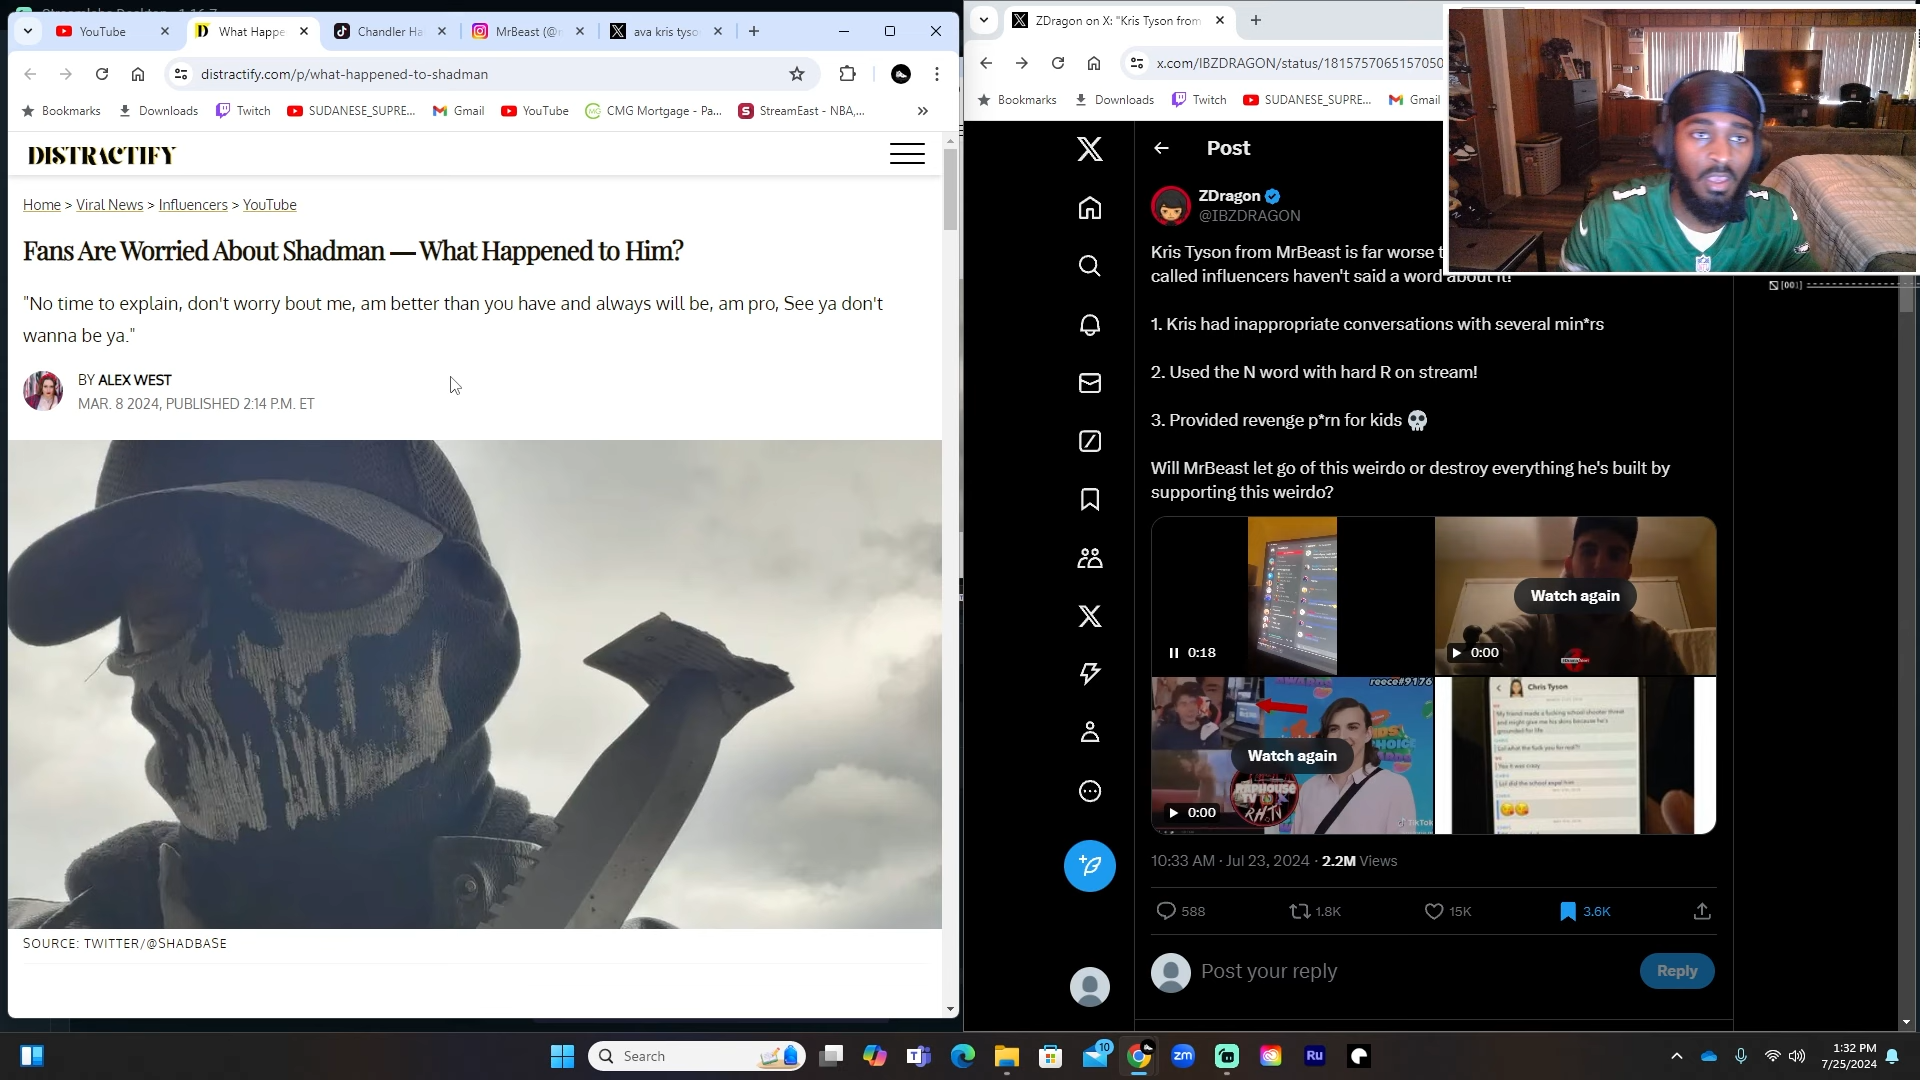 YouTube
What Happe
Chandler Ha
MrBeast (@
ava kris tyso
distractify.com/p/what-happened-to-shadman
Bookmarks
Downloads
Twitch
SUDANESE_SUPRE...
Gmail
YouTube
CMG Mortgage - Pa...
StreamEast - NBA,...
DISTRACTIFY
Home > Viral News > Influencers > YouTube
Fans Are Worried About Shadman — What Happened to Him?
"No time to explain, don't worry bout me, am better than you have and always will be, am pro, See ya don't
wanna be ya."
BY ALEX WEST
MAR. 8 2024, PUBLISHED 2:14 P.M. ET
SOURCE: TWITTER/@SHADBASE
ZDragon on X: "Kris Tyson from
x.com/IBZDRAGON/status/1815757065157050
Bookmarks
Downloads
Twitch
SUDANESE_SUPRE...
Gmail
Post
ZDragon
@IBZDRAGON
Kris Tyson from MrBeast is far worse t
called influencers haven't said a word about it!
1. Kris had inappropriate conversations with several min*rs
2. Used the N word with hard R on stream!
3. Provided revenge p*rn for kids 💀
Will MrBeast let go of this weirdo or destroy everything he's built by
supporting this weirdo?
0:18
Watch again
0:00
reece#9176
Watch again
0:00
TikTok
Chris Tyson
10:33 AM · Jul 23, 2024 · 2.2M Views
588
1.8K
15K
3.6K
Post your reply
Reply
[001]
Search
10
zm
Ru
1:32 PM
7/25/2024